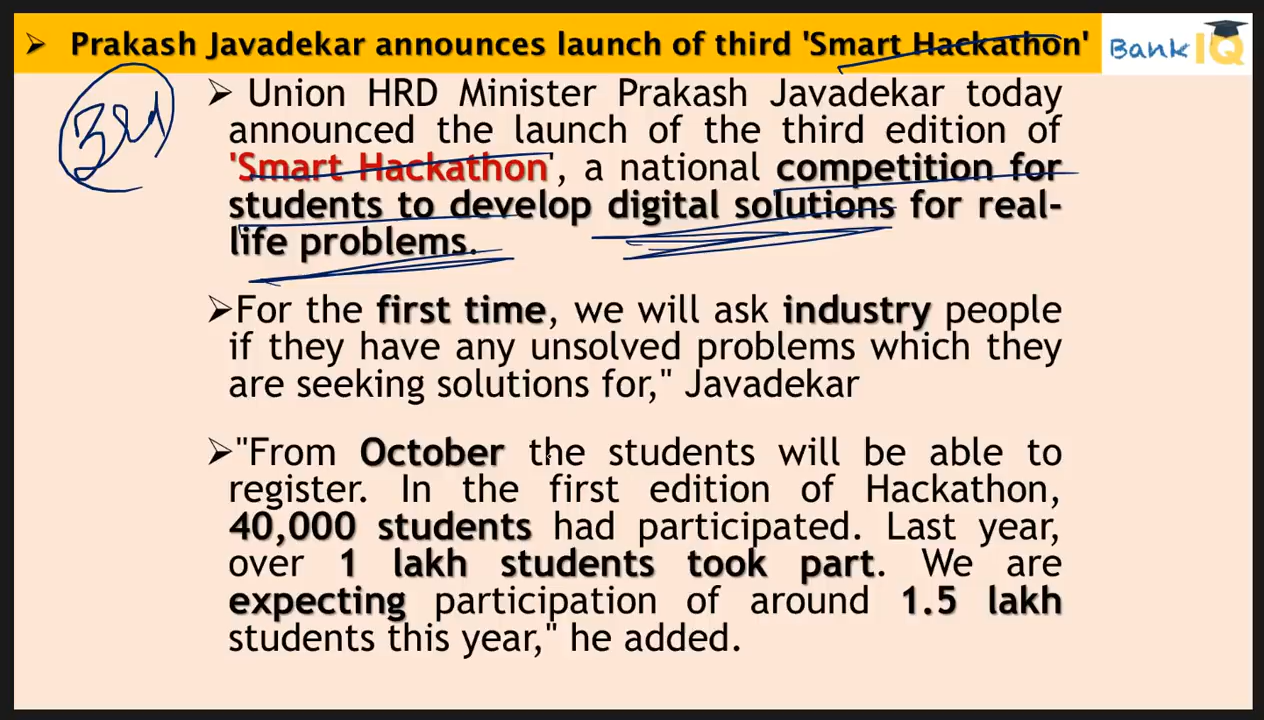 ➢ Prakash Javadekar announces launch of third 'Smart Hackathon'
Bank IQ
3rd
➢ Union HRD Minister Prakash Javadekar today
announced the launch of the third edition of
'Smart Hackathon', a national competition for
students to develop digital solutions for real-
life problems.
➢For the first time, we will ask industry people
if they have any unsolved problems which they
are seeking solutions for," Javadekar
➢"From October the students will be able to
register. In the first edition of Hackathon,
40,000 students had participated. Last year,
over 1 lakh students took part. We are
expecting participation of around 1.5 lakh
students this year," he added.